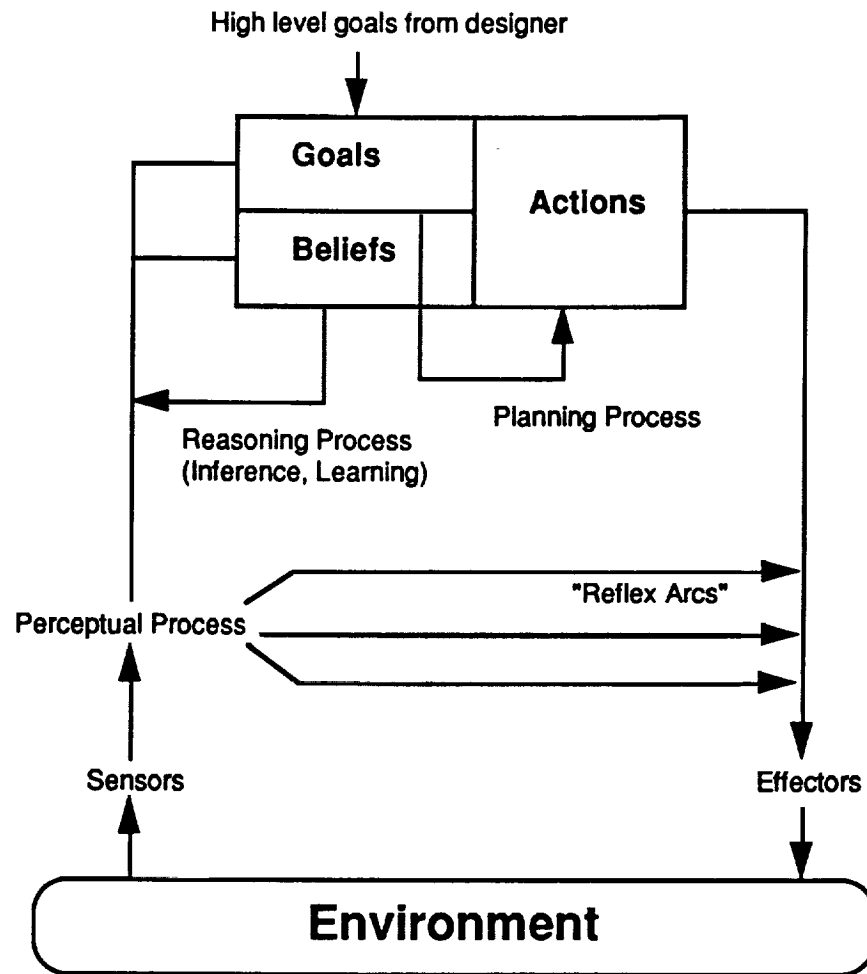 High level goals from designer
Goals
Actions
Beliefs
Planning Process
Reasoning Process
(Inference, Learning)
"Reflex Arcs"
Perceptual Process
Sensors
Effectors
Environment